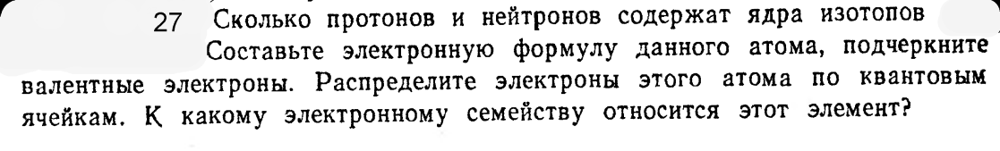 27 Сколько протонов и нейтронов содержат ядра изотопов
Составьте электронную формулу данного атома, подчеркните
валентные электроны. Распределите электроны этого атома по квантовым
ячейкам. К какому электронному семейству относится этот элемент?